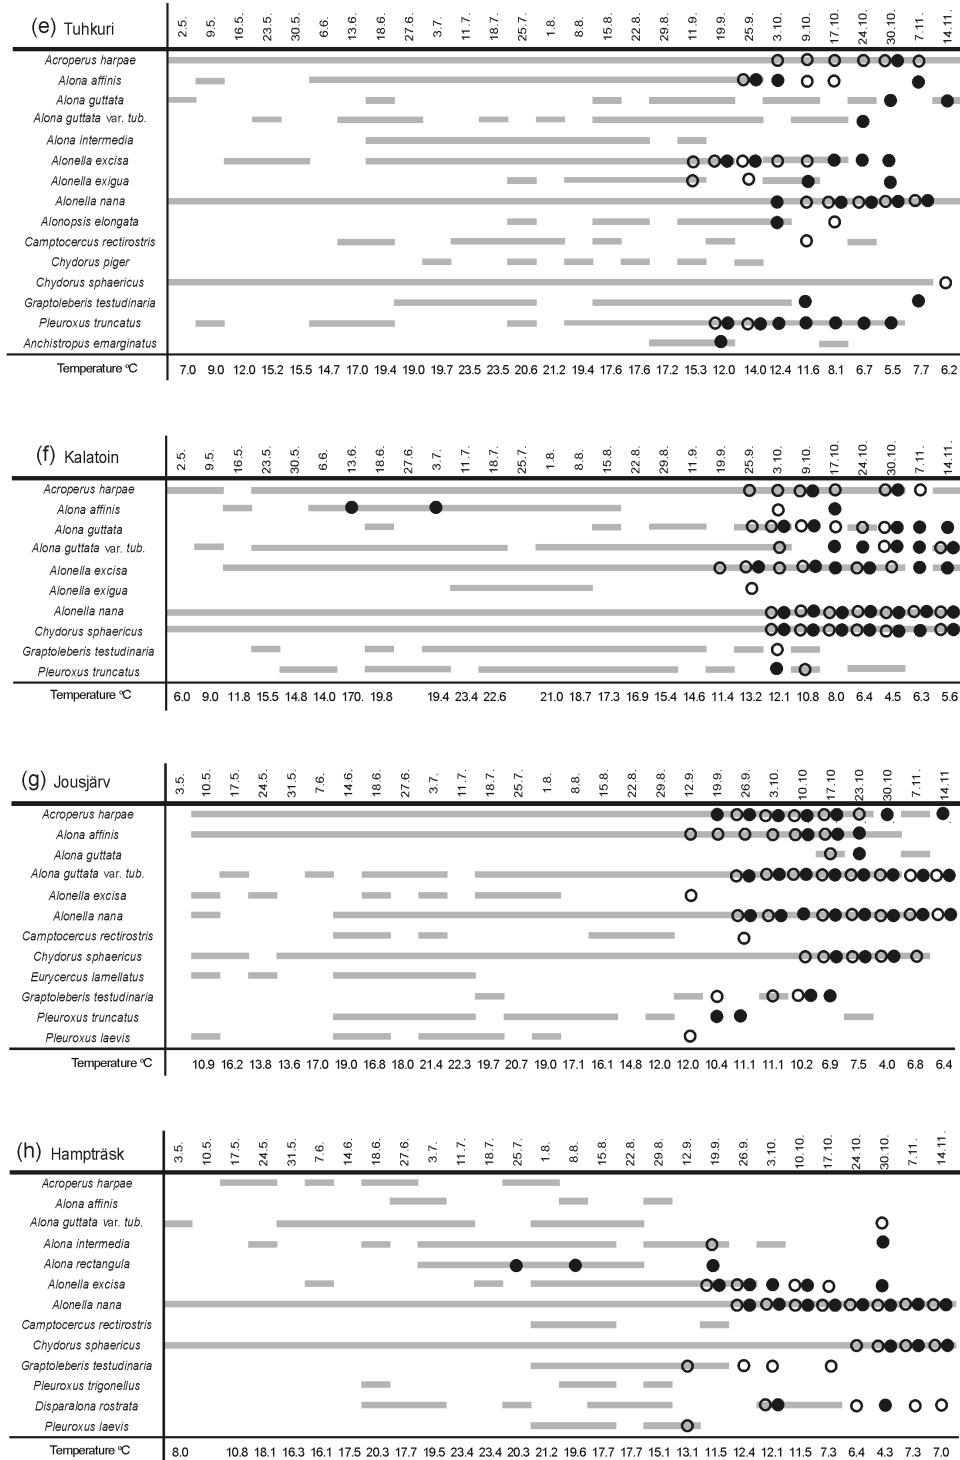 (e) Tuhkuri 2.5. 9.5. 16.5. 23.5. 30.5. 6.6. 13.6. 18.6. 27.6. 3.7. 11.7. 18.7. 25.7. 1.8. 8.8. 15.8. 22.8. 29.8. 11.9. 19.9. 25.9. 3.10. 9.10. 17.10. 24.10. 30.10. 7.11. 14.11.
Acroperus harpae
Alona affinis
Alona guttata
Alona guttata var. tub.
Alona intermedia
Alonella excisa
Alonella exigua
Alonella nana
Alonopsis elongata
Camptocercus rectirostris
Chydorus piger
Chydorus sphaericus
Graptoleberis testudinaria
Pleuroxus truncatus
Anchistropus emarginatus
Temperature ºC 7.0 9.0 12.0 15.2 15.5 14.7 17.0 19.4 19.0 19.7 23.5 23.5 20.6 21.2 19.4 17.6 17.6 17.2 15.3 12.0 14.0 12.4 11.6 8.1 6.7 5.5 7.7 6.2
(f) Kalatoin 2.5. 9.5. 16.5. 23.5. 30.5. 6.6. 13.6. 18.6. 27.6. 3.7. 11.7. 18.7. 25.7. 1.8. 8.8. 15.8. 22.8. 29.8. 11.9. 19.9. 25.9. 3.10. 9.10. 17.10. 24.10. 30.10. 7.11. 14.11.
Acroperus harpae
Alona affinis
Alona guttata
Alona guttata var. tub.
Alonella excisa
Alonella exigua
Alonella nana
Chydorus sphaericus
Graptoleberis testudinaria
Pleuroxus truncatus
Temperature ºC 6.0 9.0 11.8 15.5 14.8 14.0 170. 19.8 19.4 23.4 22.6 21.0 18.7 17.3 16.9 15.4 14.6 11.4 13.2 12.1 10.8 8.0 6.4 4.5 6.3 5.6
(g) Jousjärv 3.5. 10.5. 17.5. 24.5. 31.5. 7.6. 14.6. 18.6. 27.6. 3.7. 11.7. 18.7. 25.7. 1.8. 8.8. 15.8. 22.8. 29.8. 12.9. 19.9. 26.9. 3.10. 10.10 17.10 23.10 30.10 7.11. 14.11
Acroperus harpae
Alona affinis
Alona guttata
Alona guttata var. tub.
Alonella excisa
Alonella nana
Camptocercus rectirostris
Chydorus sphaericus
Eurycercus lamellatus
Graptoleberis testudinaria
Pleuroxus truncatus
Pleuroxus laevis
Temperature ºC 10.9 16.2 13.8 13.6 17.0 19.0 16.8 18.0 21.4 22.3 19.7 20.7 19.0 17.1 16.1 14.8 12.0 12.0 10.4 11.1 11.1 10.2 6.9 7.5 4.0 6.8 6.4
(h) Hampträsk 3.5. 10.5. 17.5. 24.5. 31.5. 7.6. 14.6. 18.6. 27.6. 3.7. 11.7. 18.7. 25.7. 1.8. 8.8. 15.8. 22.8. 29.8. 12.9. 19.9. 26.9. 3.10. 10.10. 17.10. 24.10. 30.10. 7.11. 14.11.
Acroperus harpae
Alona affinis
Alona guttata var. tub.
Alona intermedia
Alona rectangula
Alonella excisa
Alonella nana
Camptocercus rectirostris
Chydorus sphaericus
Graptoleberis testudinaria
Pleuroxus trigonellus
Disparalona rostrata
Pleuroxus laevis
Temperature ºC 8.0 10.8 18.1 16.3 16.1 17.5 20.3 17.7 19.5 23.4 23.4 20.3 21.2 19.6 17.7 17.7 15.1 13.1 11.5 12.4 12.1 11.5 7.3 6.4 4.3 7.3 7.0